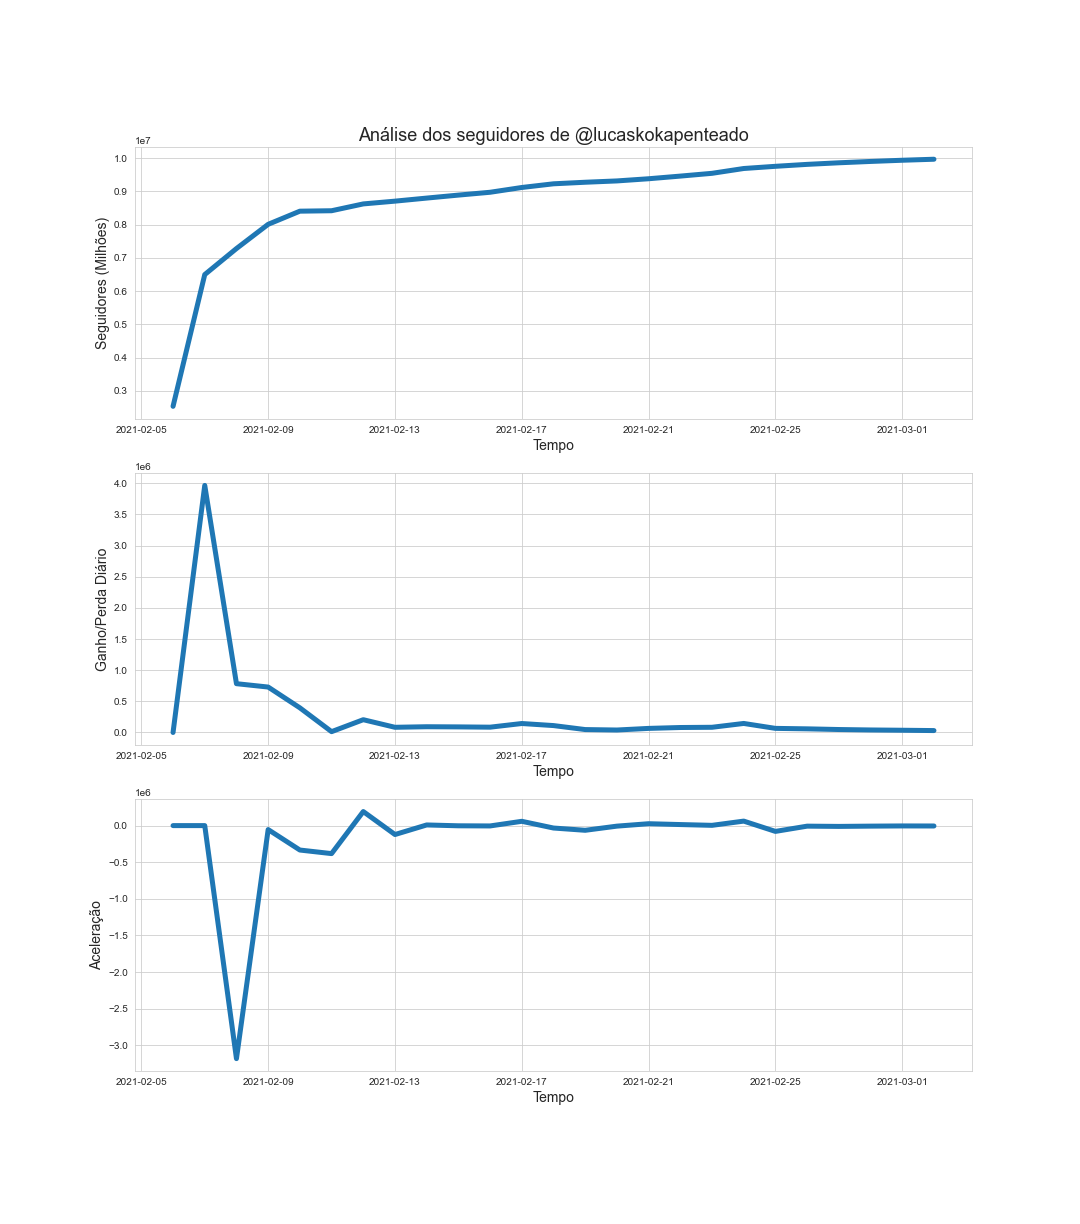 Análise dos seguidores de @lucaskokapenteado
1e7
1.0
0.9
0.8
0.7
0.6
0.5
0.4
0.3
Seguidores (Milhões)
2021-02-05 2021-02-09 2021-02-13 2021-02-17 2021-02-21 2021-02-25 2021-03-01
Tempo
1e6
4.0
3.5
3.0
2.5
2.0
1.5
1.0
0.5
0.0
Ganho/Perda Diário
2021-02-05 2021-02-09 2021-02-13 2021-02-17 2021-02-21 2021-02-25 2021-03-01
Tempo
1e6
0.0
−0.5
−1.0
−1.5
−2.0
−2.5
−3.0
Aceleração
2021-02-05 2021-02-09 2021-02-13 2021-02-17 2021-02-21 2021-02-25 2021-03-01
Tempo